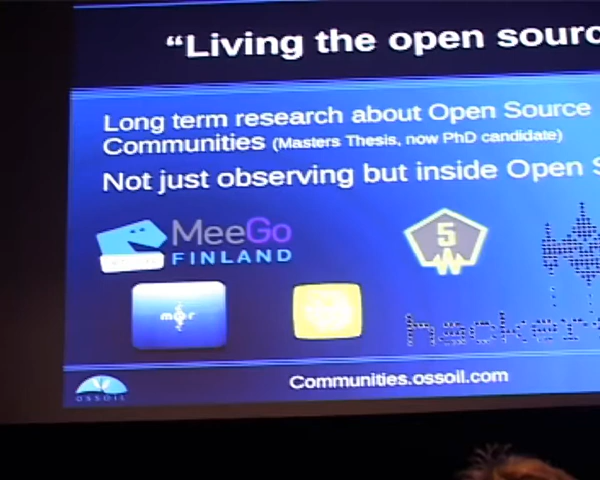 “Living the open sourc
Long term research about Open Source
Communities (Masters Thesis, now PhD candidate)
Not just observing but inside Open S
MeeGo
FINLAND
5
mer
hacker
Communities.ossoil.com
OSSOIL